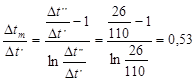 Δt_m / Δt' = (Δt'' / Δt' - 1) / (ln Δt'' / Δt') = (26 / 110 - 1) / (ln 26 / 110) = 0,53